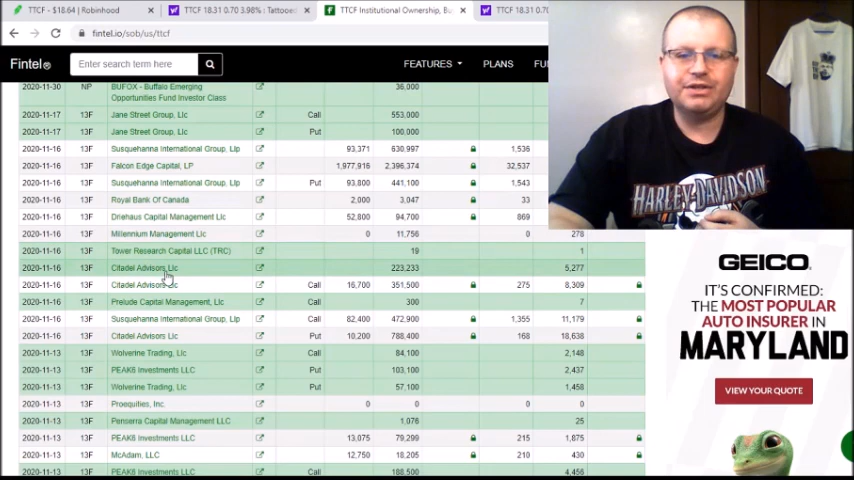 TTCF - $18.64 | Robinhood
TTCF 18.31 0.70 3.98% : Tattooed
TTCF Institutional Ownership, Bu
TTCF 18.31 0.70
fintel.io/sob/us/ttcf
Fintel
Enter search term here
FEATURES
PLANS
FU
2020-11-30 NP BUFOX - Buffalo Emerging Opportunities Fund Investor Class 36,000
2020-11-17 13F Jane Street Group, Llc Call 553,000
2020-11-17 13F Jane Street Group, Llc Put 100,000
2020-11-16 13F Susquehanna International Group, Llp 93,371 630,997 1,536
2020-11-16 13F Falcon Edge Capital, LP 1,977,916 2,396,374 32,537
2020-11-16 13F Susquehanna International Group, Llp Put 93,800 441,100 1,543
2020-11-16 13F Royal Bank Of Canada 2,000 3,047 33
2020-11-16 13F Driehaus Capital Management Llc 52,800 94,700 869
2020-11-16 13F Millennium Management Llc 0 11,756 0 278
2020-11-16 13F Tower Research Capital LLC (TRC) 19 1
2020-11-16 13F Citadel Advisors Llc 223,233 5,277
2020-11-16 13F Citadel Advisors Llc Call 16,700 351,500 275 8,309
2020-11-16 13F Prelude Capital Management, Llc Call 300 7
2020-11-16 13F Susquehanna International Group, Llp Call 82,400 472,900 1,355 11,179
2020-11-16 13F Citadel Advisors Llc Put 10,200 788,400 168 18,638
2020-11-13 13F Wolverine Trading, Llc Call 84,100 2,148
2020-11-13 13F PEAK6 Investments LLC Put 103,100 2,437
2020-11-13 13F Wolverine Trading, Llc Put 57,100 1,458
2020-11-13 13F Proequities, Inc. 0 0 0 0
2020-11-13 13F Penserra Capital Management LLC 1,076 25
2020-11-13 13F PEAK6 Investments LLC 13,075 79,299 215 1,875
2020-11-13 13F McAdam, LLC 12,750 18,205 210 430
2020-11-13 13F PEAK6 Investments LLC Call 188,500 4,456
HARLEY-DAVIDSON
GEICO
IT'S CONFIRMED:
THE MOST POPULAR
AUTO INSURER IN
MARYLAND
VIEW YOUR QUOTE